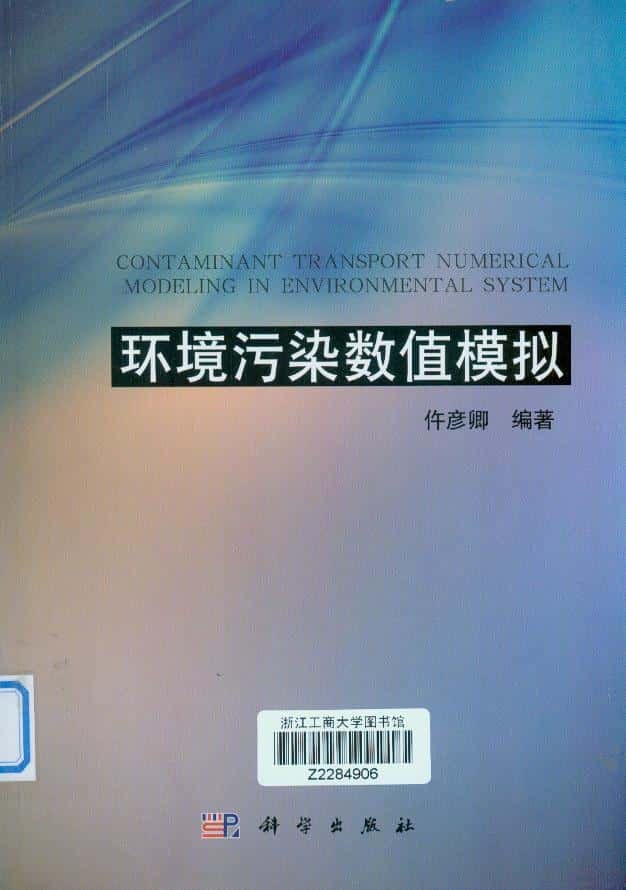 CONTAMINANT TRANSPORT NUMERICAL
MODELING IN ENVIRONMENTAL SYSTEM
环境污染数值模拟
仵彦卿 编著
浙江工商大学图书馆
Z2284906
SP 科学出版社